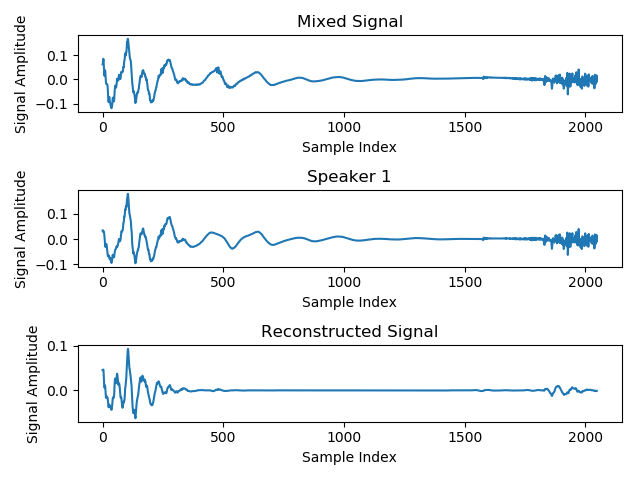 Mixed Signal
Signal Amplitude
0.1
0.0
−0.1
0 500 1000 1500 2000
Sample Index
Speaker 1
Signal Amplitude
0.1
0.0
−0.1
0 500 1000 1500 2000
Sample Index
Reconstructed Signal
Signal Amplitude
0.1
0.0
0 500 1000 1500 2000
Sample Index